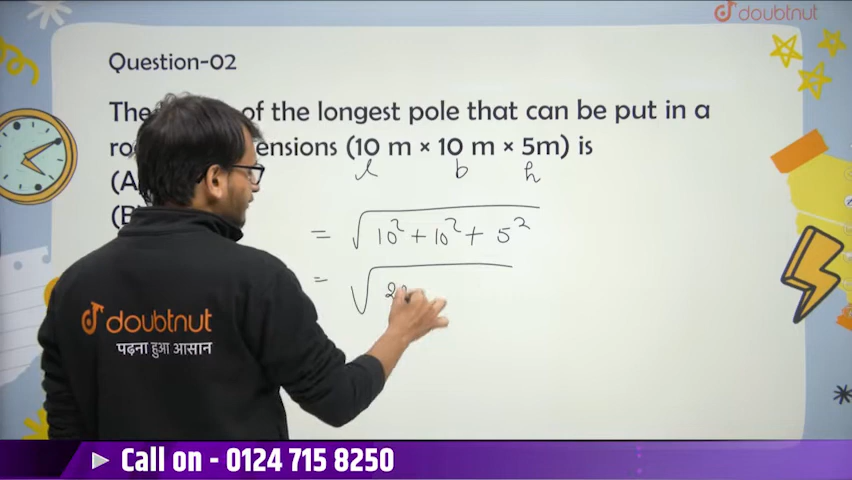 doubtnut
Question-02
The of the longest pole that can be put in a
ensions (10 m × 10 m × 5m) is
l b h
(A
(B
= √10² + 10² + 5²
= √2
doubtnut
पढ़ना हुआ आसान
Call on - 0124 715 8250